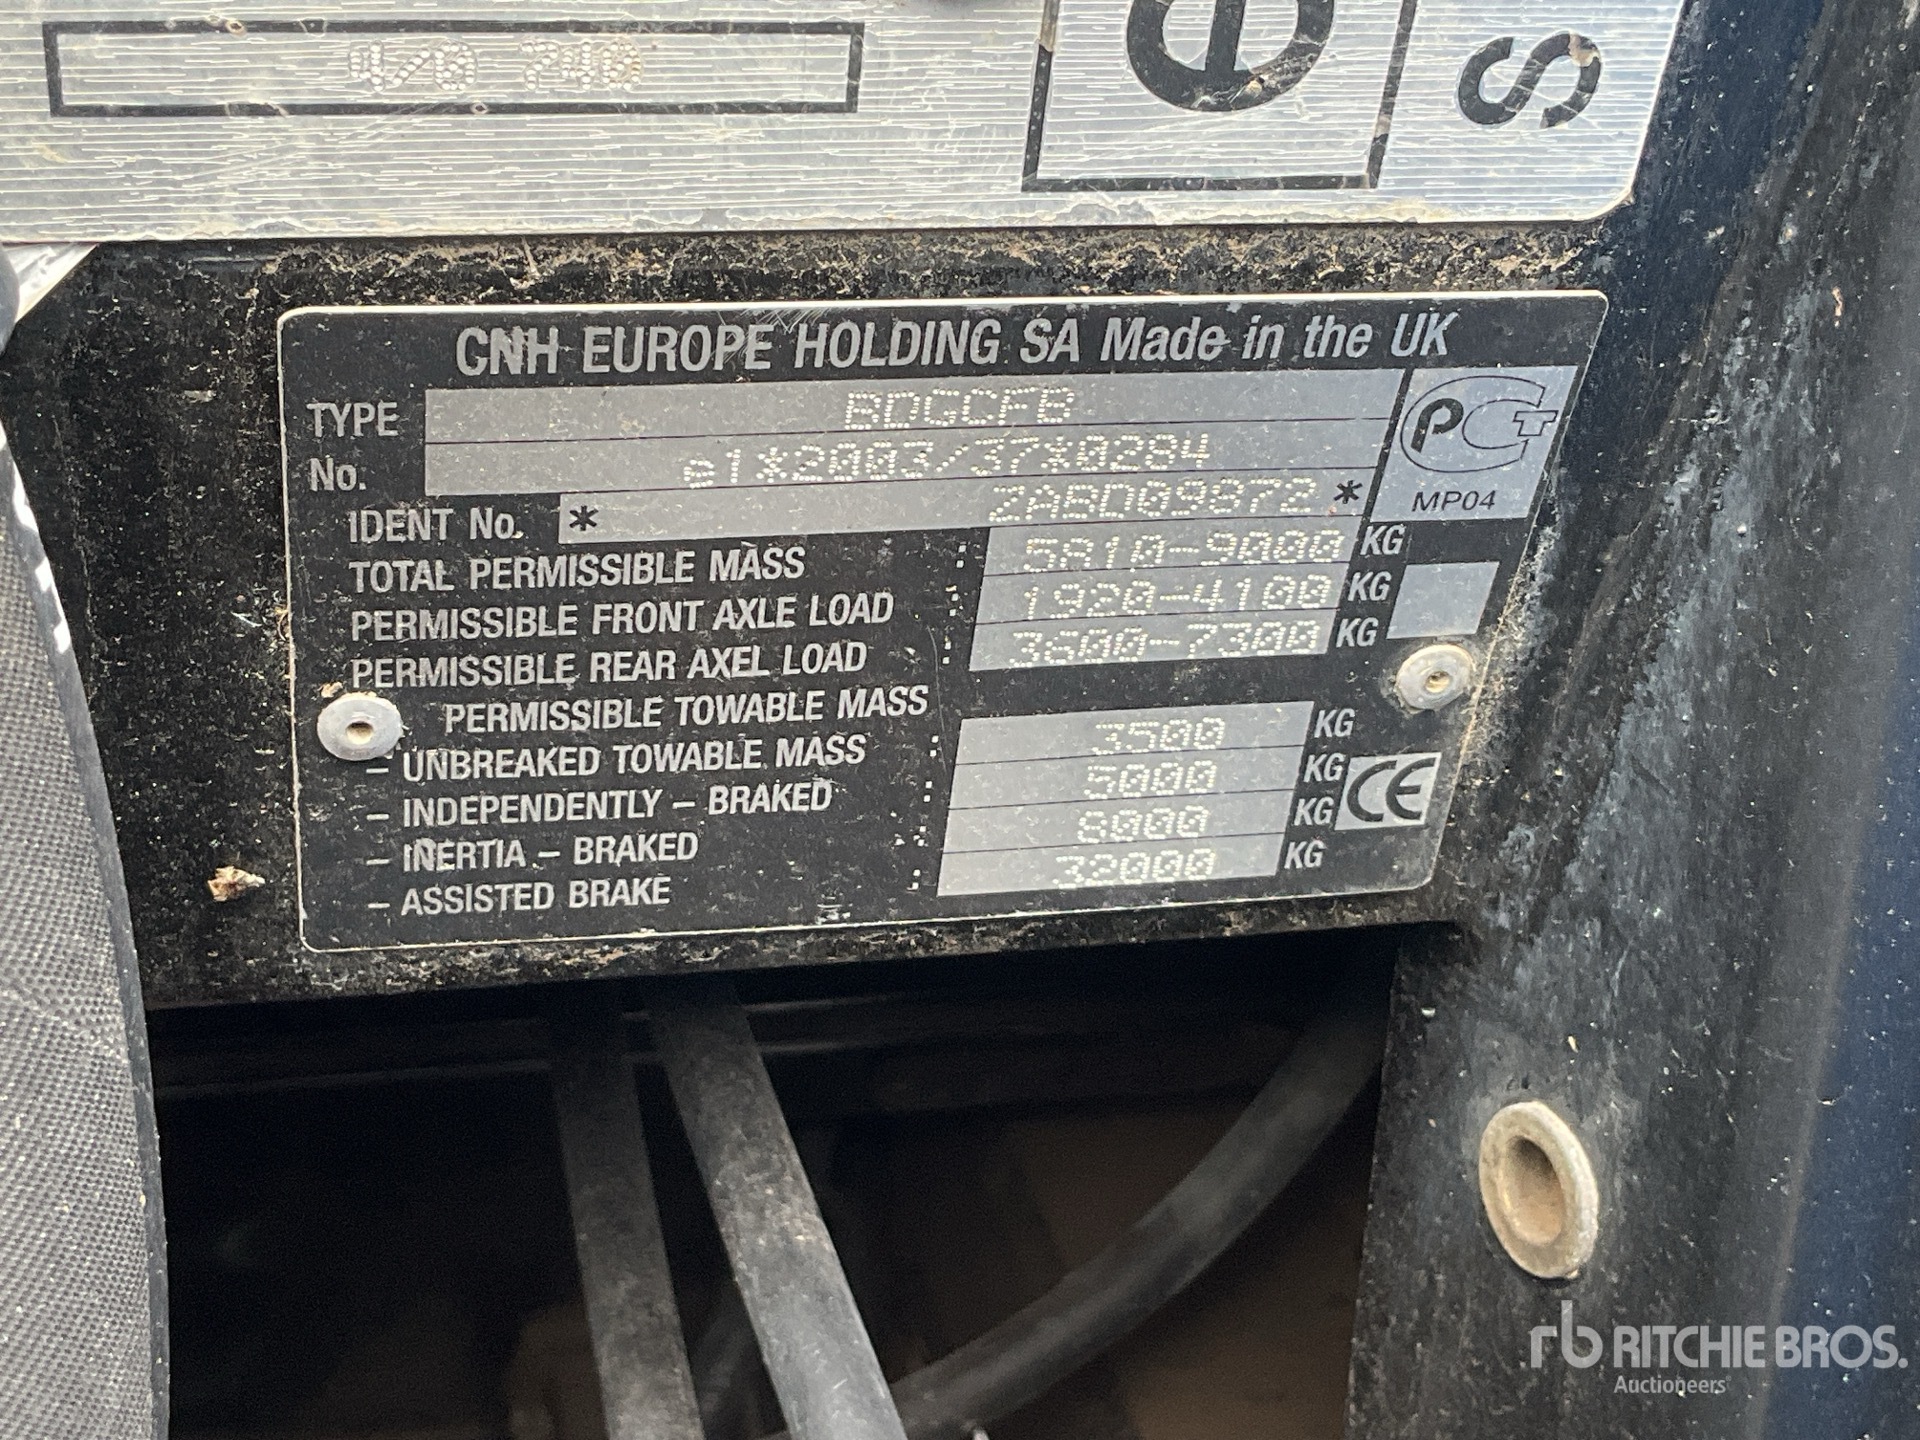 740
e
s
CNH EUROPE HOLDING SA Made in the UK
TYPE BDGCFB
No. e1*2003/37*0284
IDENT No. * ZABD09872 *
MP04
TOTAL PERMISSIBLE MASS : 5810-9000 KG
PERMISSIBLE FRONT AXLE LOAD : 1920-4100 KG
PERMISSIBLE REAR AXEL LOAD : 3600-7300 KG
PERMISSIBLE TOWABLE MASS
- UNBREAKED TOWABLE MASS : 3500 KG
- INDEPENDENTLY - BRAKED : 5000 KG
- INERTIA - BRAKED : 8000 KG
- ASSISTED BRAKE : 32000 KG
CE
rb RITCHIE BROS.
Auctioneers